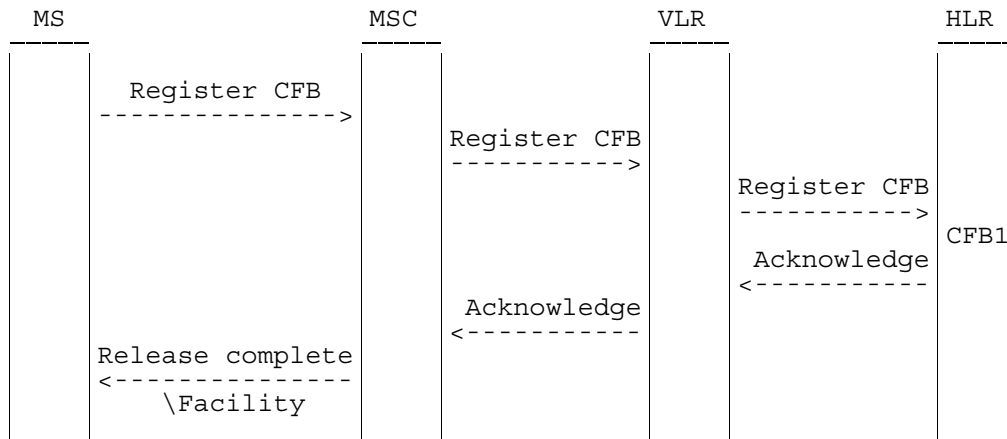 MS MSC VLR HLR
Register CFB
--------------->
Register CFB
----------->
Register CFB
----------->
CFB1
Acknowledge
<-----------
Acknowledge
<-----------
Release complete
<---------------
\Facility